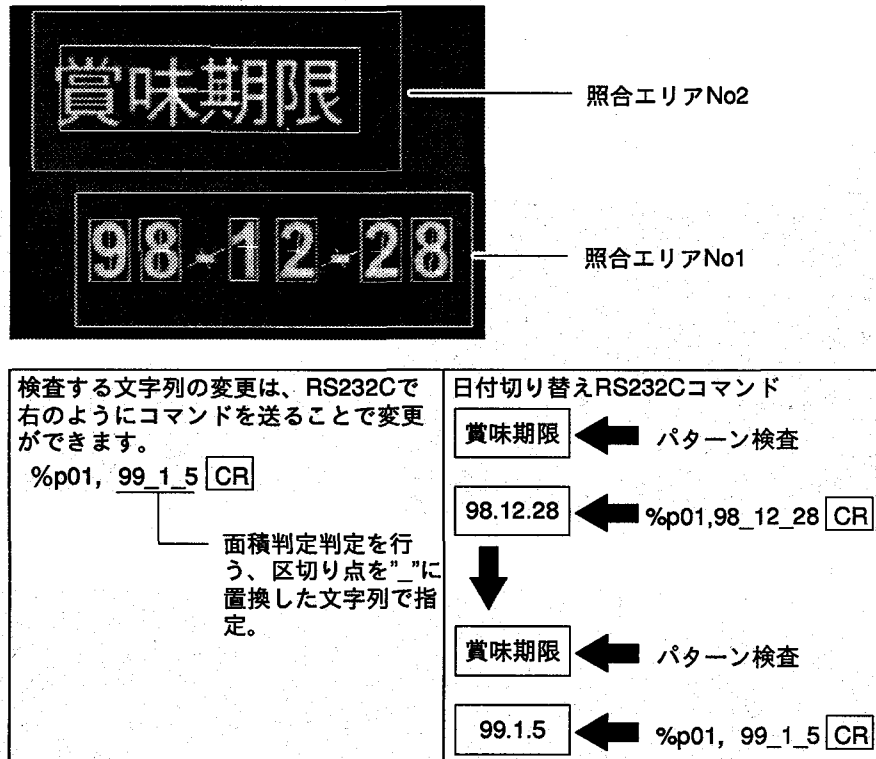 賞味期限
照合エリアNo2
98-12-28
照合エリアNo1
検査する文字列の変更は、RS232Cで
右のようにコマンドを送ることで変更
ができます。
%p01, 99_1_5 CR
面積判定判定を行
う、区切り点を"_"に
置換した文字列で指
定。
日付切り替えRS232Cコマンド
賞味期限 パターン検査
98.12.28 %p01,98_12_28 CR
賞味期限 パターン検査
99.1.5 %p01, 99_1_5 CR